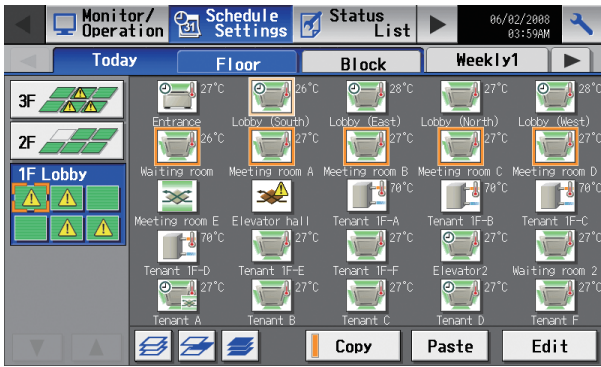 Monitor/ Operation
31 Schedule Settings
Status List
06/02/2008 03:59AM
Today Floor Block Weekly1
3F
2F
1F Lobby
27°C 26°C 28°C 27°C 28°C
Entrance Lobby (South) Lobby (East) Lobby (North) Lobby (West)
26°C 27°C 27°C 27°C 27°C
Waiting room Meeting room A Meeting room B Meeting room C Meeting room D
70°C 70°C 70°C
Meeting room E Elevator hall Tenant 1F-A Tenant 1F-B Tenant 1F-C
70°C 27°C 27°C 27°C 27°C
Tenant 1F-D Tenant 1F-E Tenant 1F-F Elevator2 Waiting room 2
27°C 27°C 27°C 27°C 27°C
Tenant A Tenant B Tenant C Tenant D Tenant F
Copy Paste Edit